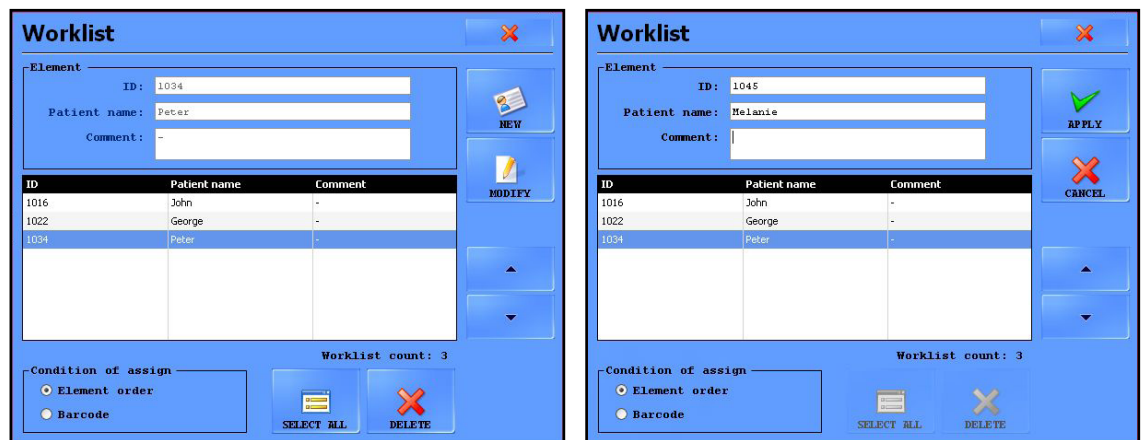 Worklist
Element
ID: 1034
Patient name: Peter
Comment: -
NEW
MODIFY
ID Patient name Comment
1016 John -
1022 George -
1034 Peter -
Worklist count: 3
Condition of assign
Element order
Barcode
SELECT ALL
DELETE
Worklist
Element
ID: 1045
Patient name: Melanie
Comment:
APPLY
CANCEL
ID Patient name Comment
1016 John -
1022 George -
1034 Peter -
Worklist count: 3
Condition of assign
Element order
Barcode
SELECT ALL
DELETE